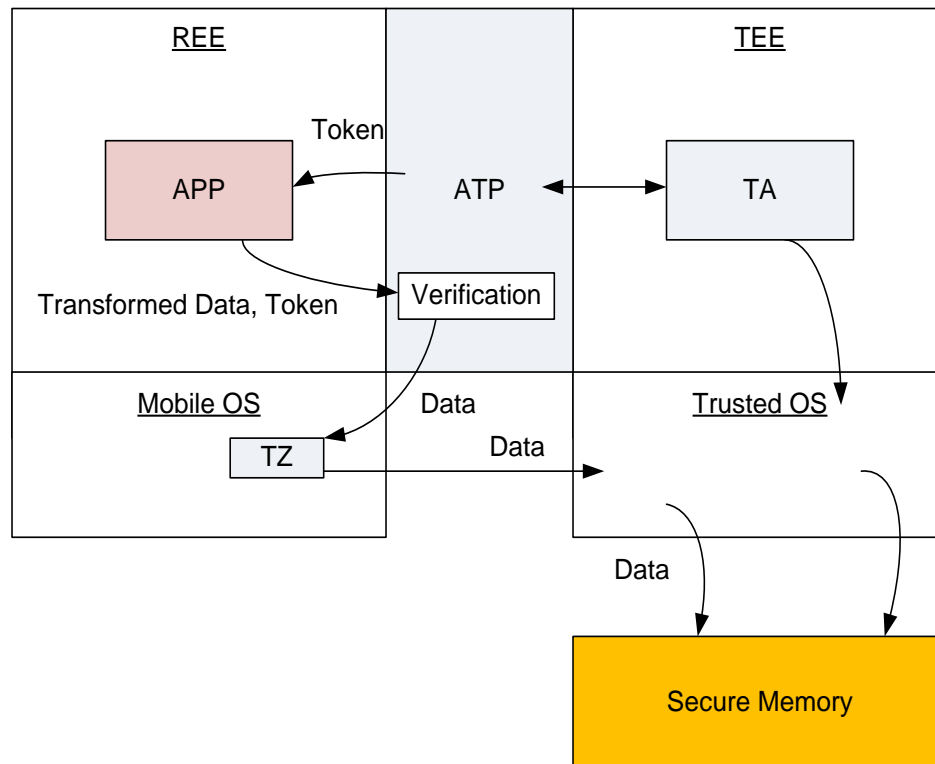 REE
TEE
Token
APP
ATP
TA
Transformed Data, Token
Verification
Mobile OS
Data
Trusted OS
TZ
Data
Data
Secure Memory